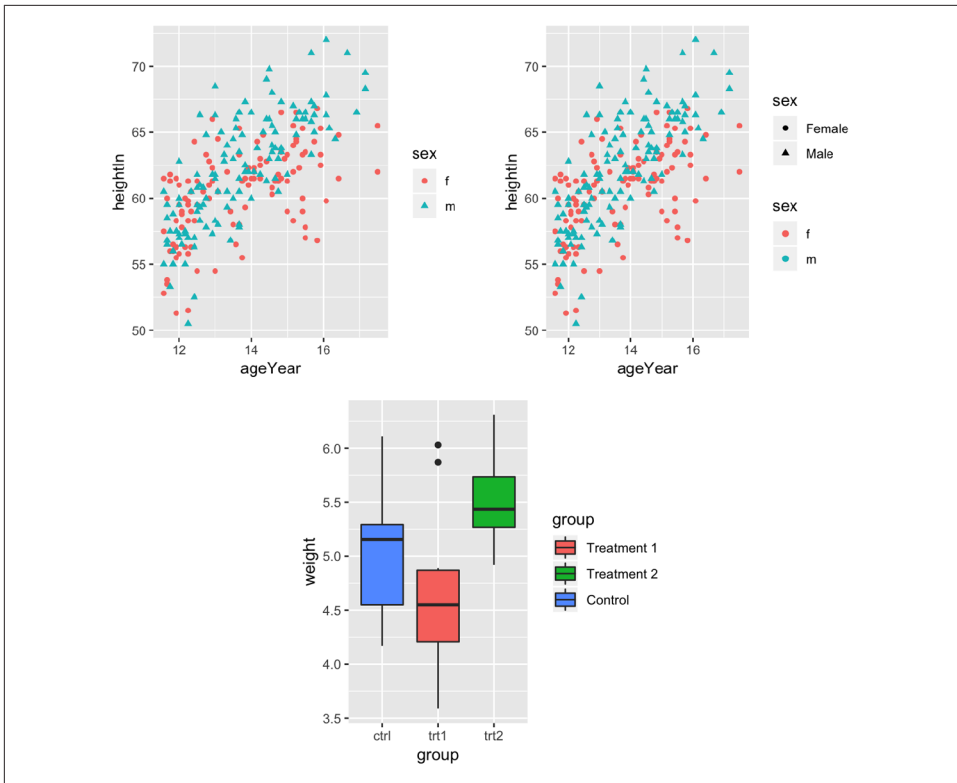 heightIn
70
65
60
55
50
12 14 16
ageYear
sex
f
m
heightIn
70
65
60
55
50
12 14 16
ageYear
sex
Female
Male
sex
f
m
weight
6.0
5.5
5.0
4.5
4.0
3.5
ctrl trt1 trt2
group
group
Treatment 1
Treatment 2
Control